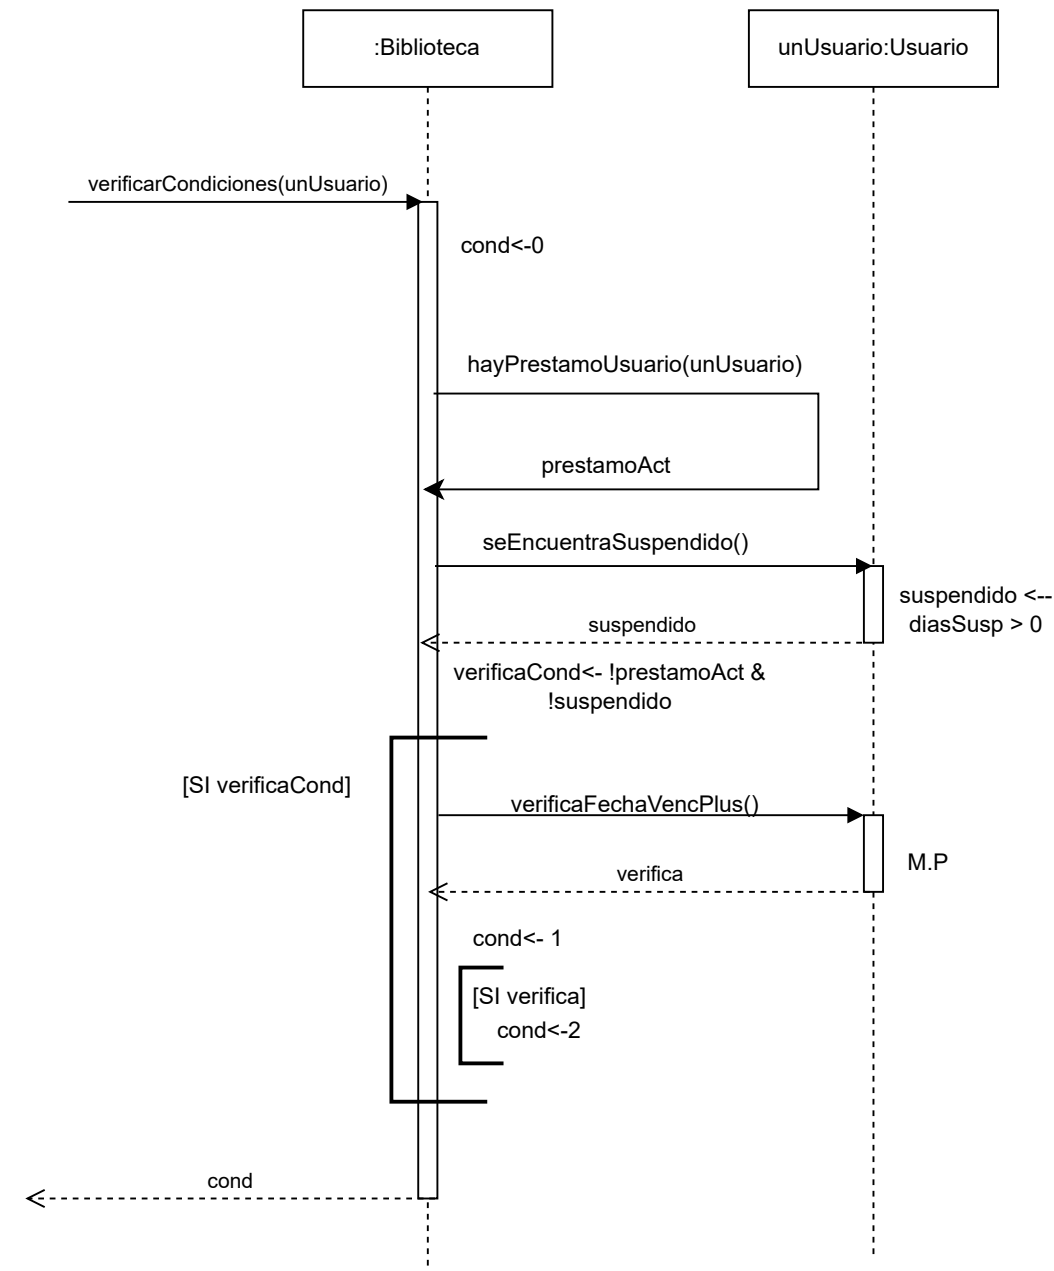 :Biblioteca
unUsuario:Usuario
verificarCondiciones(unUsuario)
cond<-0
hayPrestamoUsuario(unUsuario)
prestamoAct
seEncuentraSuspendido()
suspendido <--
diasSusp > 0
suspendido
verificaCond<- !prestamoAct &
!suspendido
[SI verificaCond]
verificaFechaVencPlus()
M.P
verifica
cond<- 1
[SI verifica]
cond<-2
cond